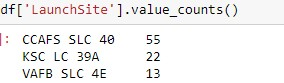 df['LaunchSite'].value_counts()
]: CCAFS SLC 40 55
KSC LC 39A 22
VAFB SLC 4E 13